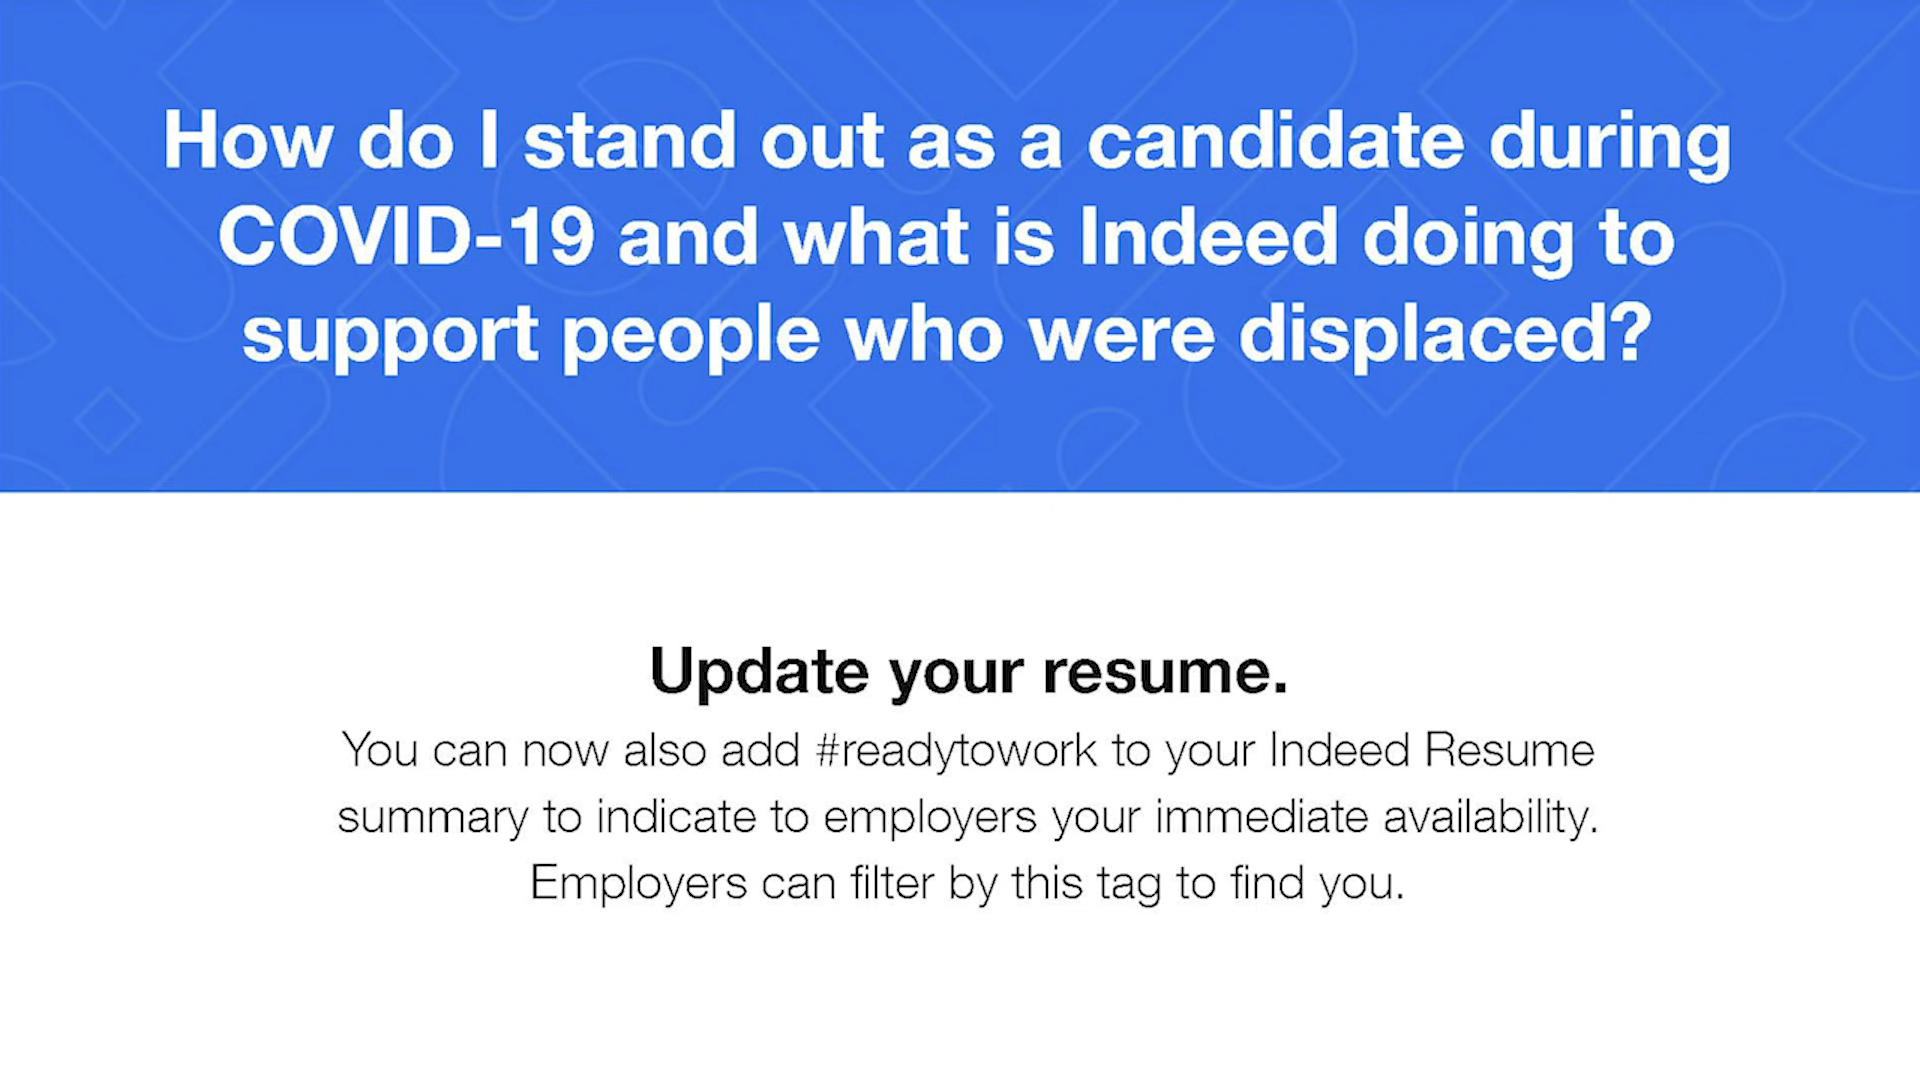 How do I stand out as a candidate during
COVID-19 and what is Indeed doing to
support people who were displaced?
Update your resume.
You can now also add #readytowork to your Indeed Resume
summary to indicate to employers your immediate availability.
Employers can filter by this tag to find you.